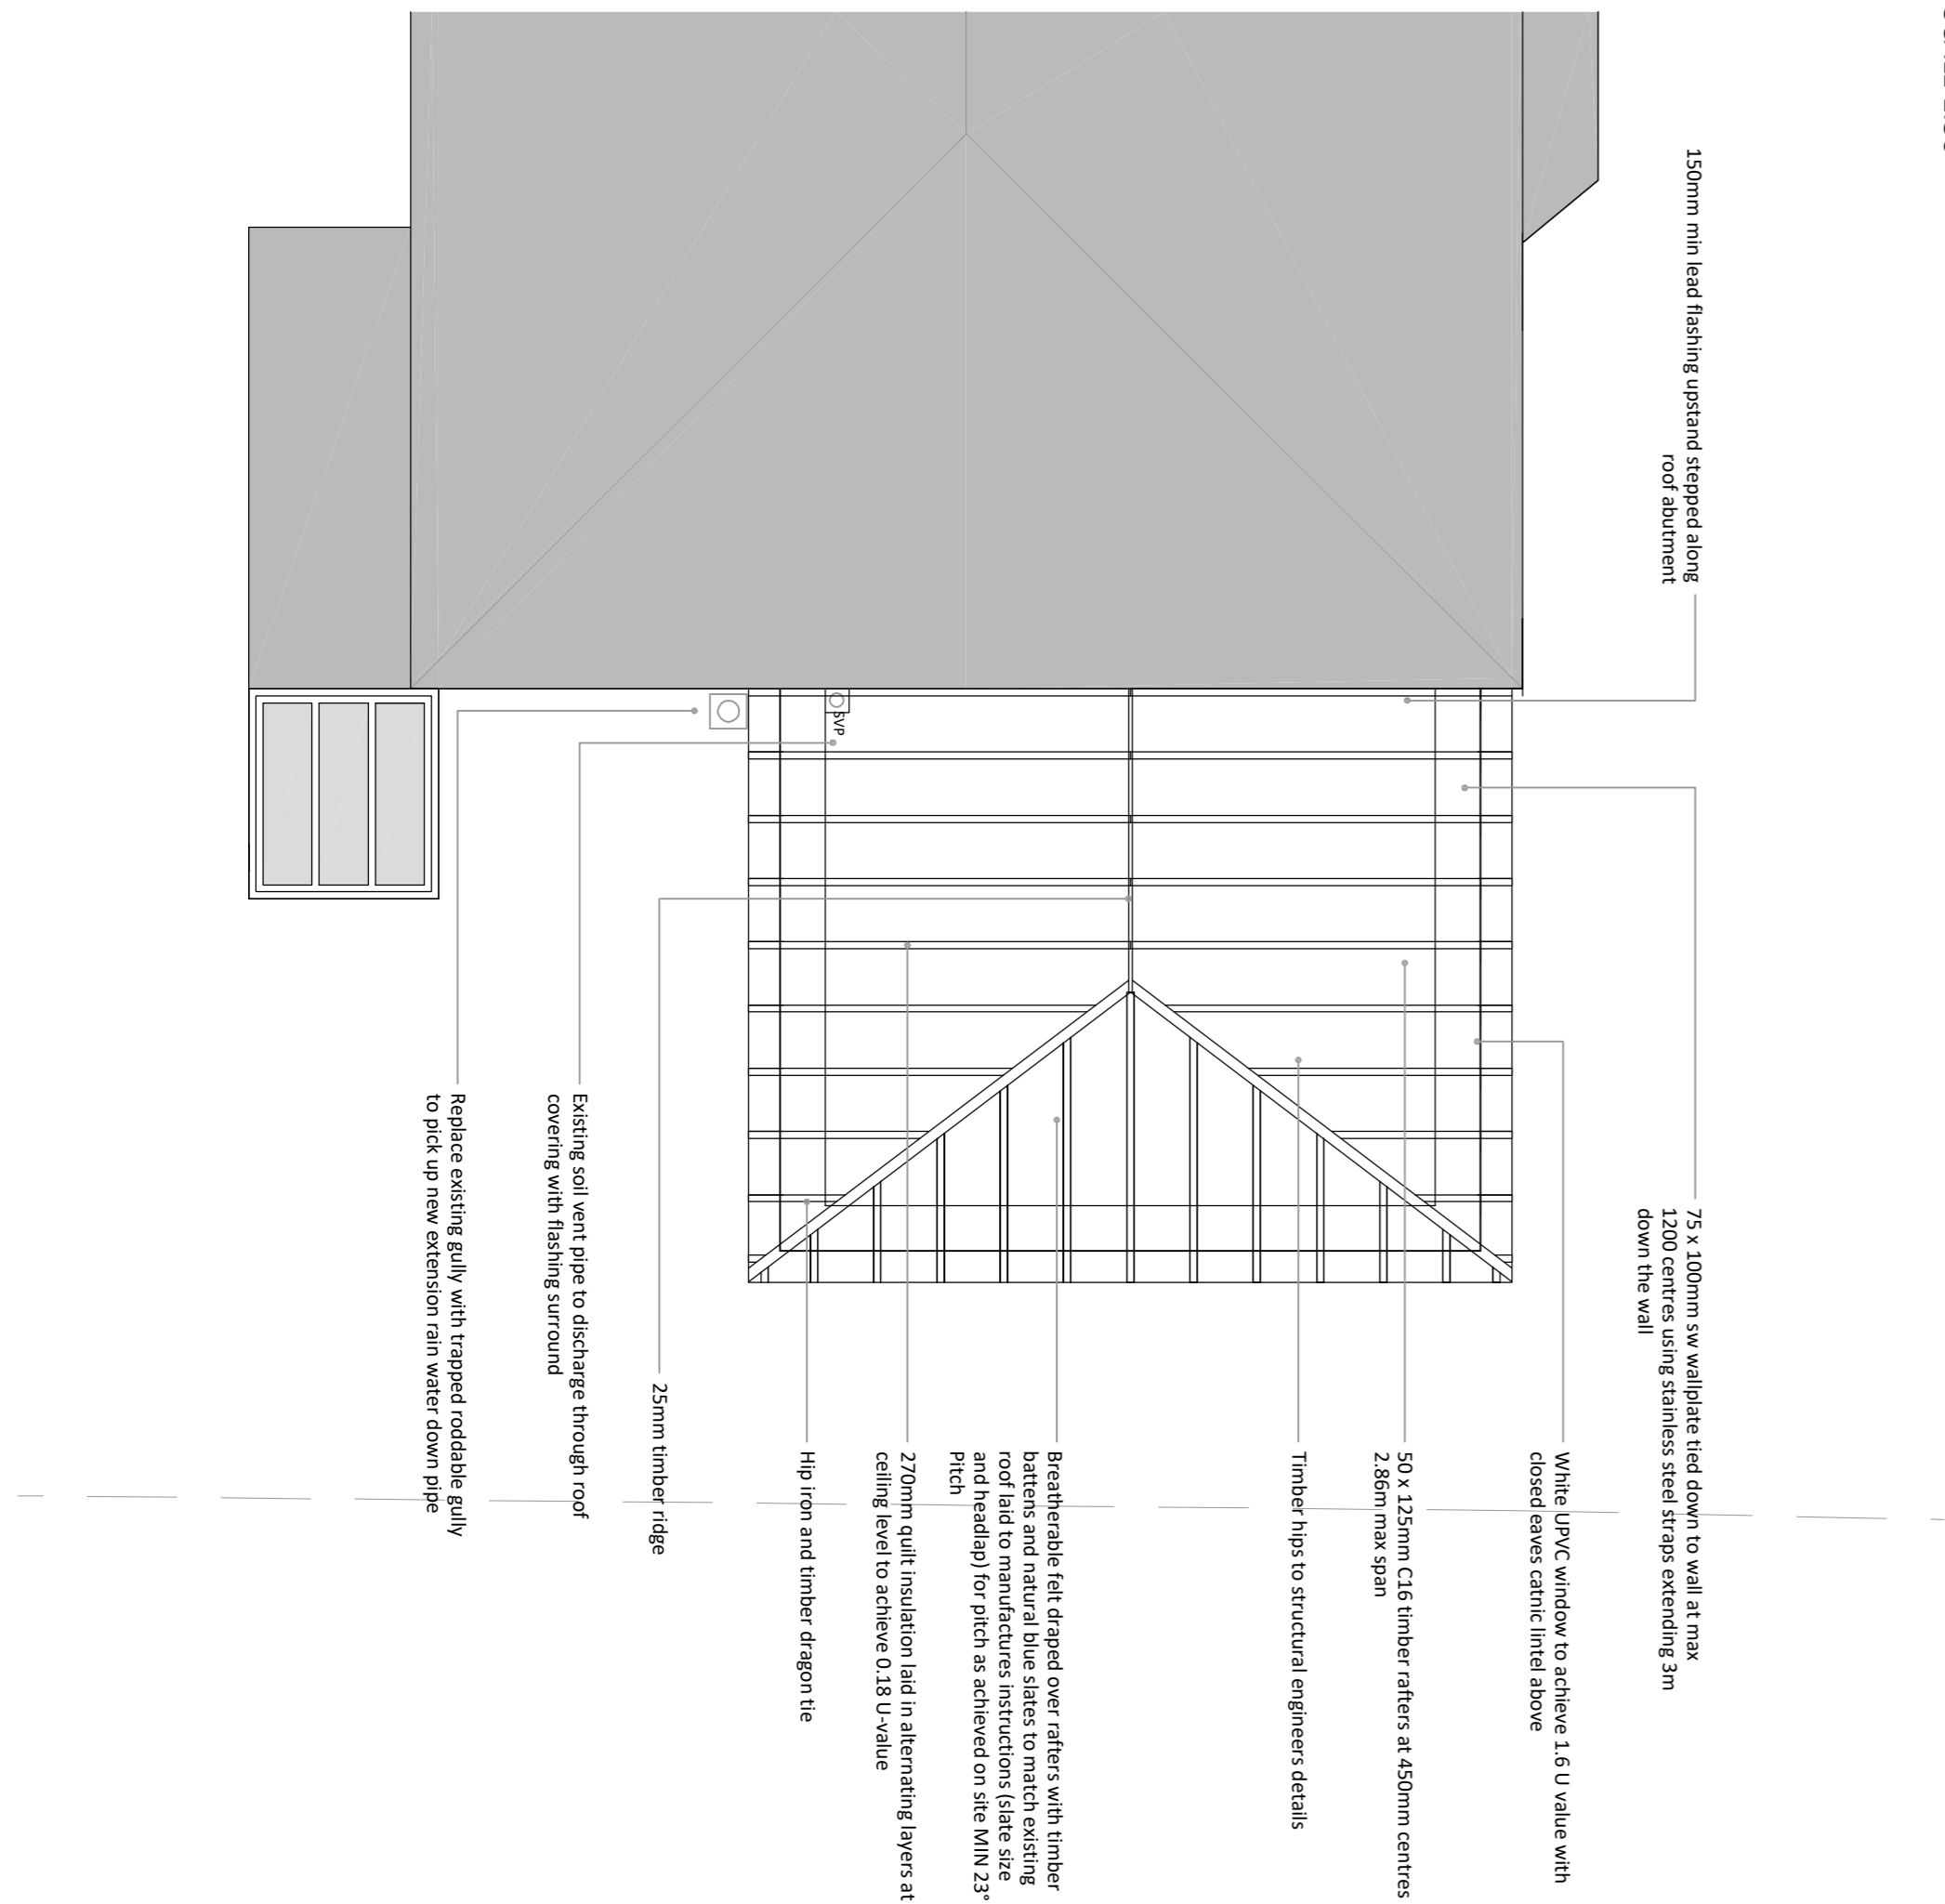 150mm min lead flashing upstand stepped along
roof abutment
75 x 100mm sw wallplate tied down to wall at max
1200 centres using stainless steel straps extending 3m
down the wall
White UPVC window to achieve 1.6 U value with
closed eaves catnic lintel above
50 x 125mm C16 timber rafters at 450mm centres
2.86m max span
Timber hips to structural engineers details
Breatherable felt draped over rafters with timber
battens and natural blue slates to match existing
roof laid to manufactures instructions (slate size
and headlap) for pitch as achieved on site MIN 23°
Pitch
270mm quilt insulation laid in alternating layers at
ceiling level to achieve 0.18 U-value
SVP
Hip iron and timber dragon tie
25mm timber ridge
Existing soil vent pipe to discharge through roof
covering with flashing surround
Replace existing gully with trapped roddable gully
to pick up new extension rain water down pipe